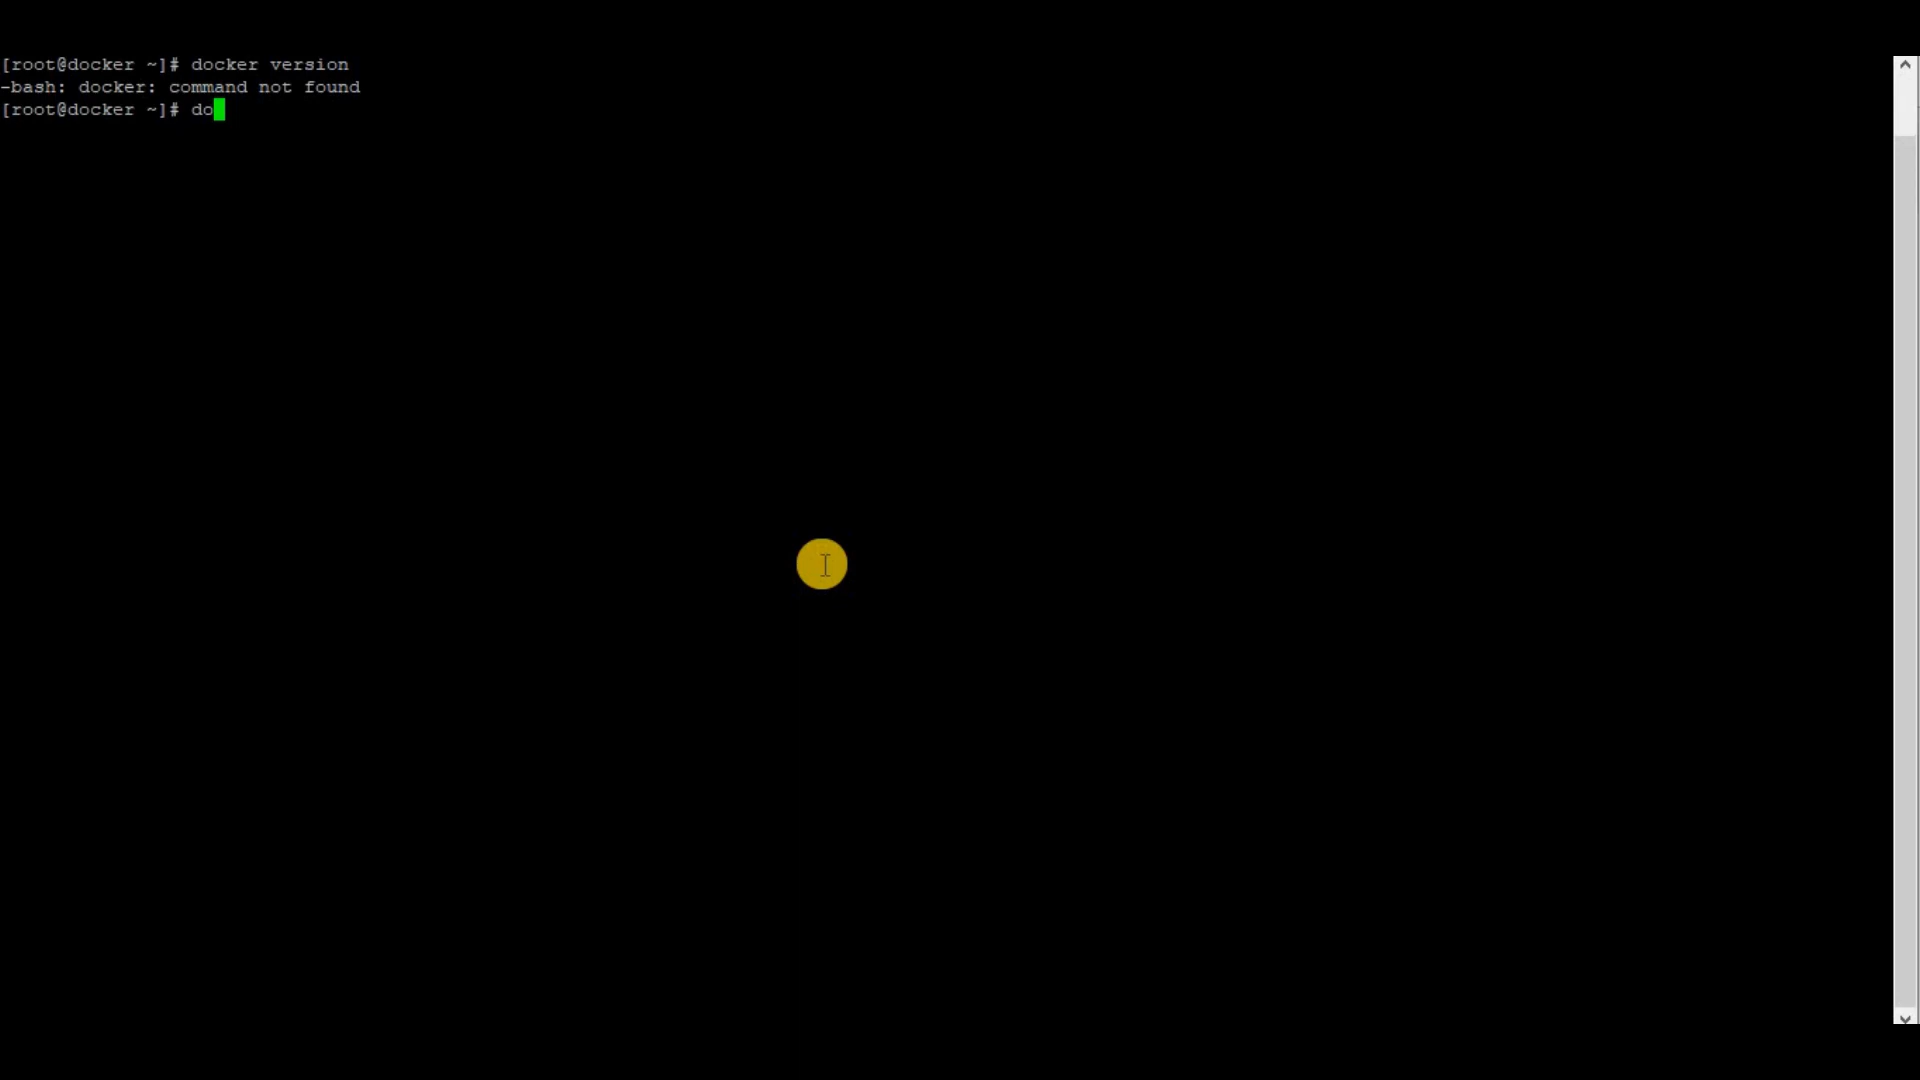 [root@docker ~]# docker version
-bash: docker: command not found
[root@docker ~]# do